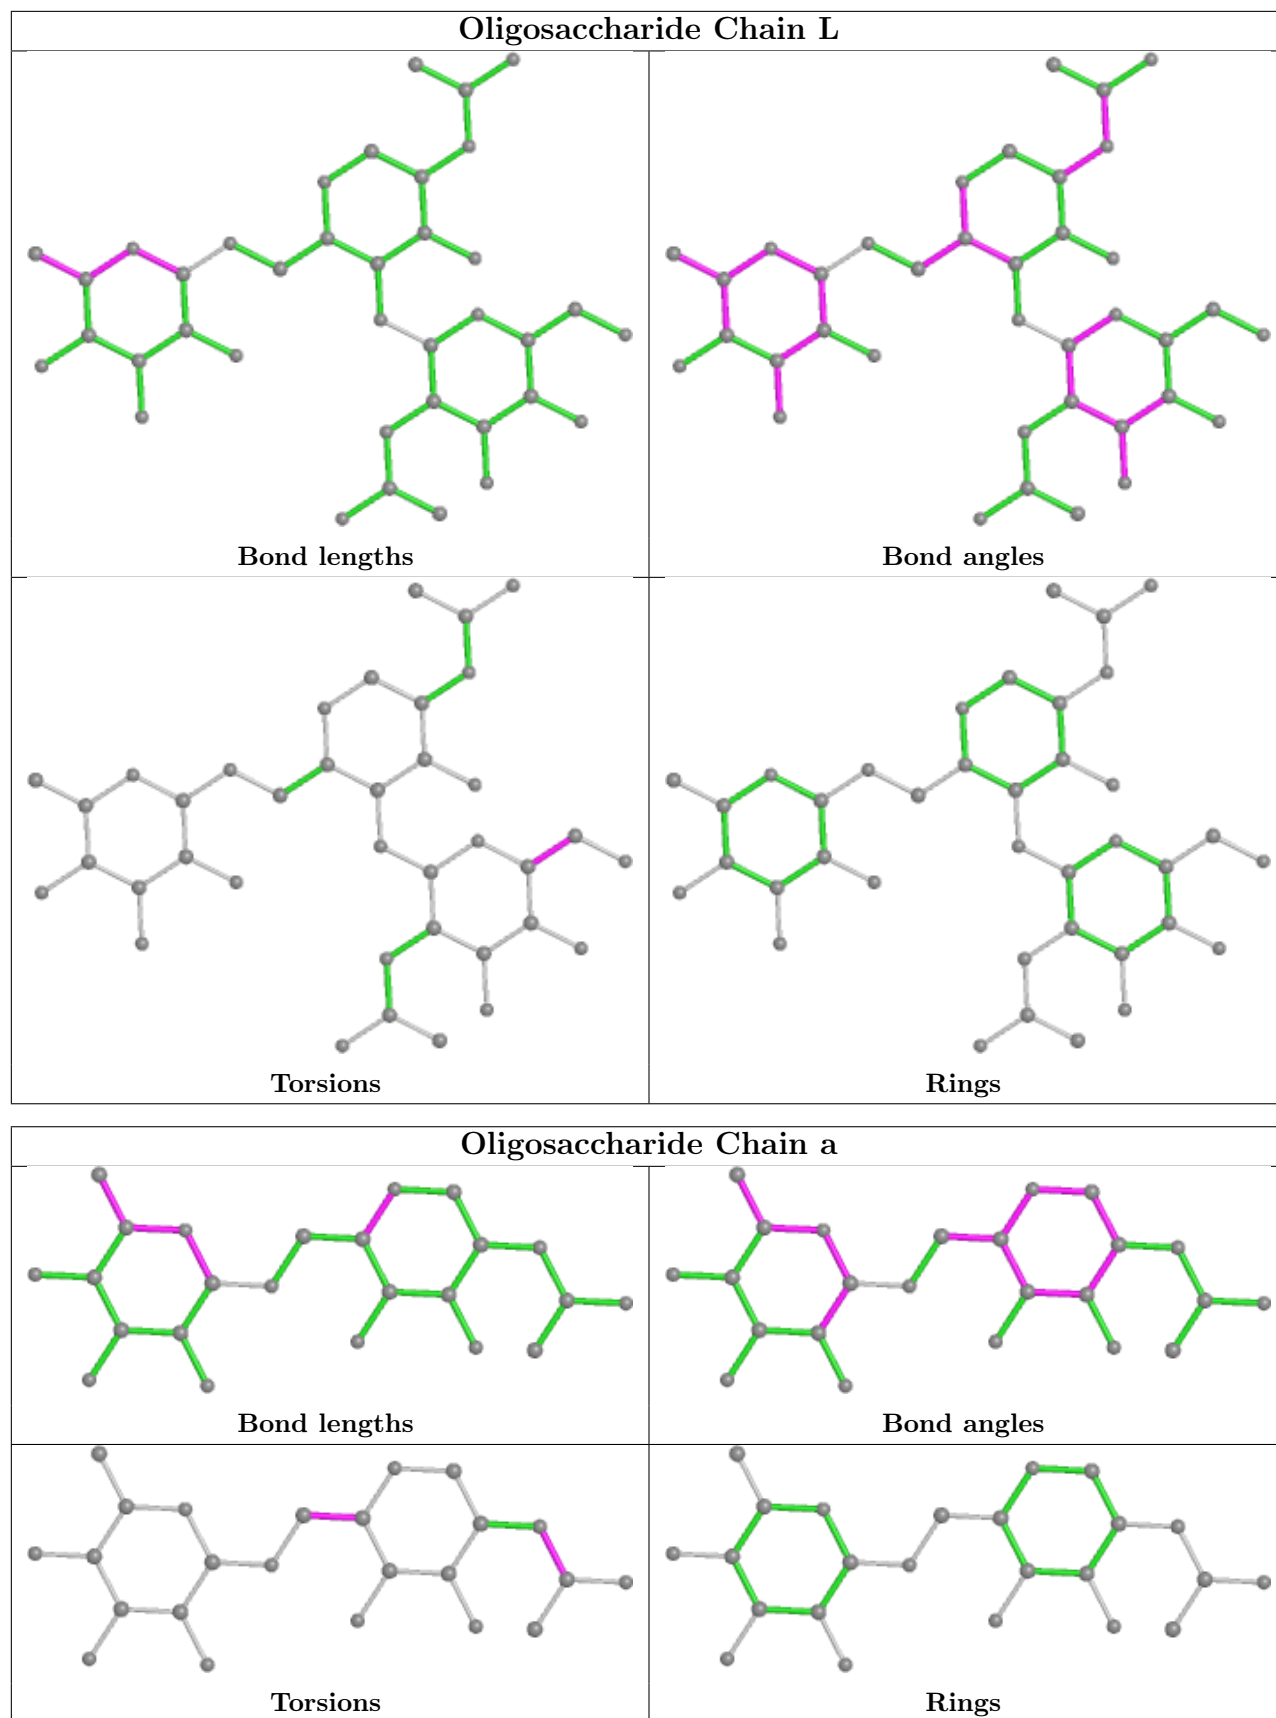 Oligosaccharide Chain L
Bond lengths
Bond angles
Torsions
Rings
Oligosaccharide Chain a
Bond lengths
Bond angles
Torsions
Rings